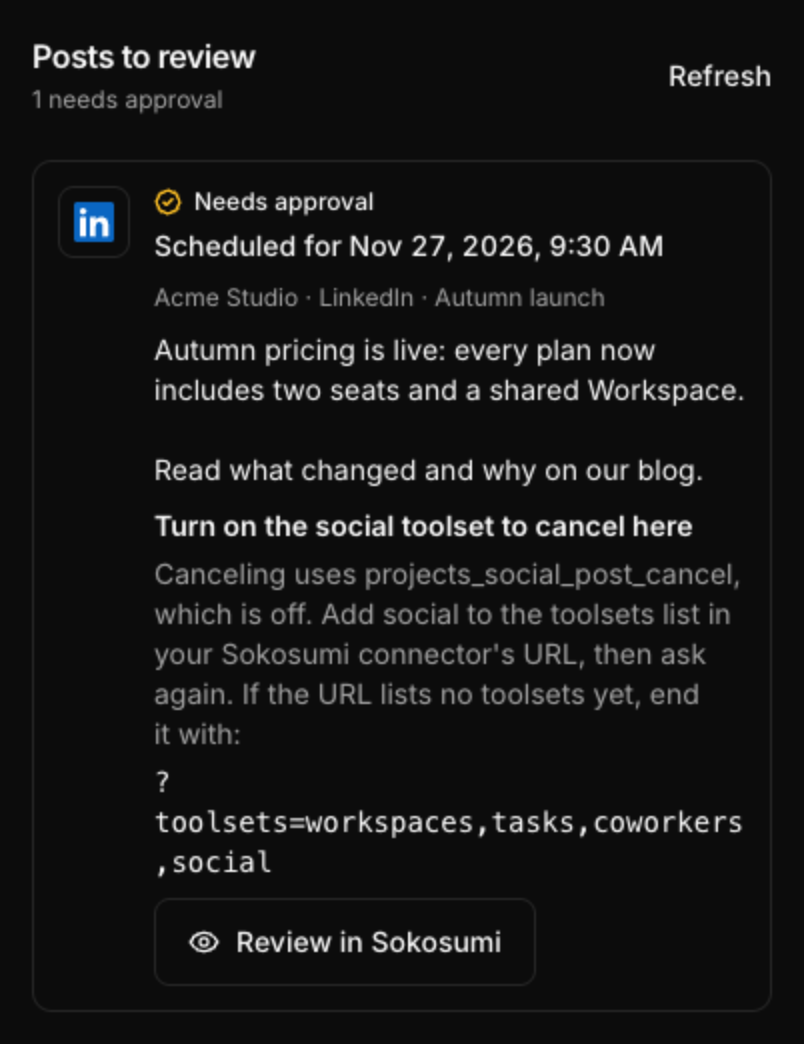 Posts to review
Refresh
1 needs approval
in
Needs approval
Scheduled for Nov 27, 2026, 9:30 AM
Acme Studio · LinkedIn · Autumn launch
Autumn pricing is live: every plan now
includes two seats and a shared Workspace.
Read what changed and why on our blog.
Turn on the social toolset to cancel here
Canceling uses projects_social_post_cancel,
which is off. Add social to the toolsets list in
your Sokosumi connector's URL, then ask
again. If the URL lists no toolsets yet, end
it with:
?
toolsets=workspaces,tasks,coworkers
,social
Review in Sokosumi